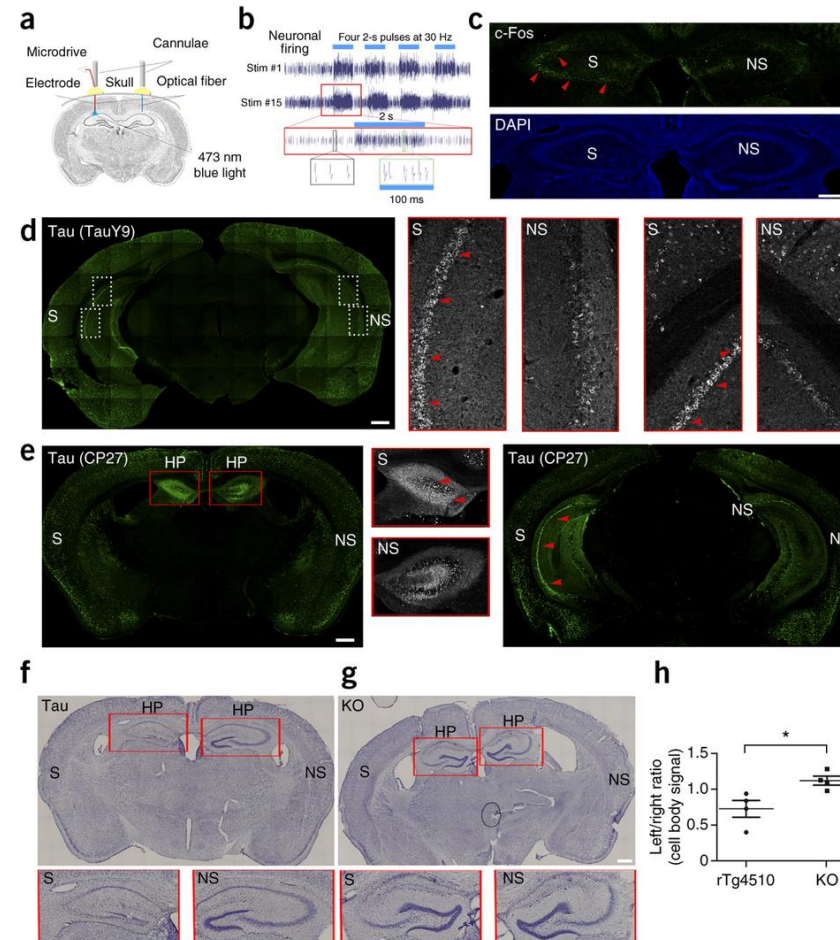 a
Microdrive
Cannulae
Electrode
Skull
Optical fiber
473 nm
blue light
b
Neuronal
firing
Four 2-s pulses at 30 Hz
Stim #1
Stim #15
2 s
100 ms
c
c-Fos
S
NS
DAPI
S
NS
d
Tau (TauY9)
S
NS
S
NS
S
NS
e
Tau (CP27)
HP
HP
S
NS
S
NS
Tau (CP27)
S
NS
f
Tau
HP
HP
S
NS
S
NS
g
KO
HP
HP
S
NS
S
NS
h
*
Left/right ratio
(cell body signal)
1.5
1.0
0.5
0
rTg4510
KO